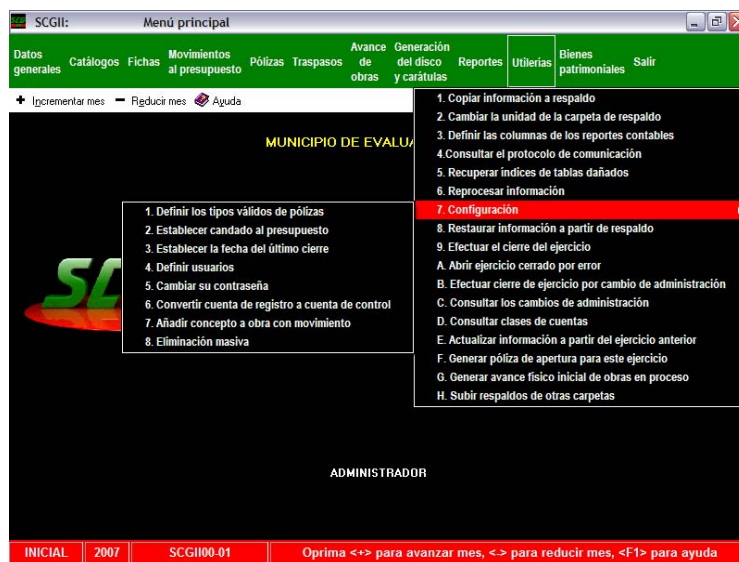 SCGII: Menú principal
Datos generales Catálogos Fichas Movimientos al presupuesto Pólizas Traspasos Avance de obras Generación del disco y carátulas Reportes Utilerias Bienes patrimoniales Salir
Incrementar mes Reducir mes Ayuda
MUNICIPIO DE EVALU
1. Copiar información a respaldo
2. Cambiar la unidad de la carpeta de respaldo
3. Definir las columnas de los reportes contables
4.Consultar el protocolo de comunicación
5. Recuperar indices de tablas dañados
6. Reprocesar información
7. Configuración
8. Restaurar información a partir de respaldo
9. Efectuar el cierre del ejercicio
A. Abrir ejercicio cerrado por error
B. Efectuar cierre de ejercicio por cambio de administración
C. Consultar los cambios de administración
D. Consultar clases de cuentas
E. Actualizar información a partir del ejercicio anterior
F. Generar póliza de apertura para este ejercicio
G. Generar avance físico inicial de obras en proceso
H. Subir respaldos de otras carpetas
1. Definir los tipos válidos de pólizas
2. Establecer candado al presupuesto
3. Establecer la fecha del último cierre
4. Definir usuarios
5. Cambiar su contraseña
6. Convertir cuenta de registro a cuenta de control
7. Añadir concepto a obra con movimiento
8. Eliminación masiva
ADMINISTRADOR
INICIAL 2007 SCGII00-01 Oprima <+> para avanzar mes, <-> para reducir mes, <F1> para ayuda